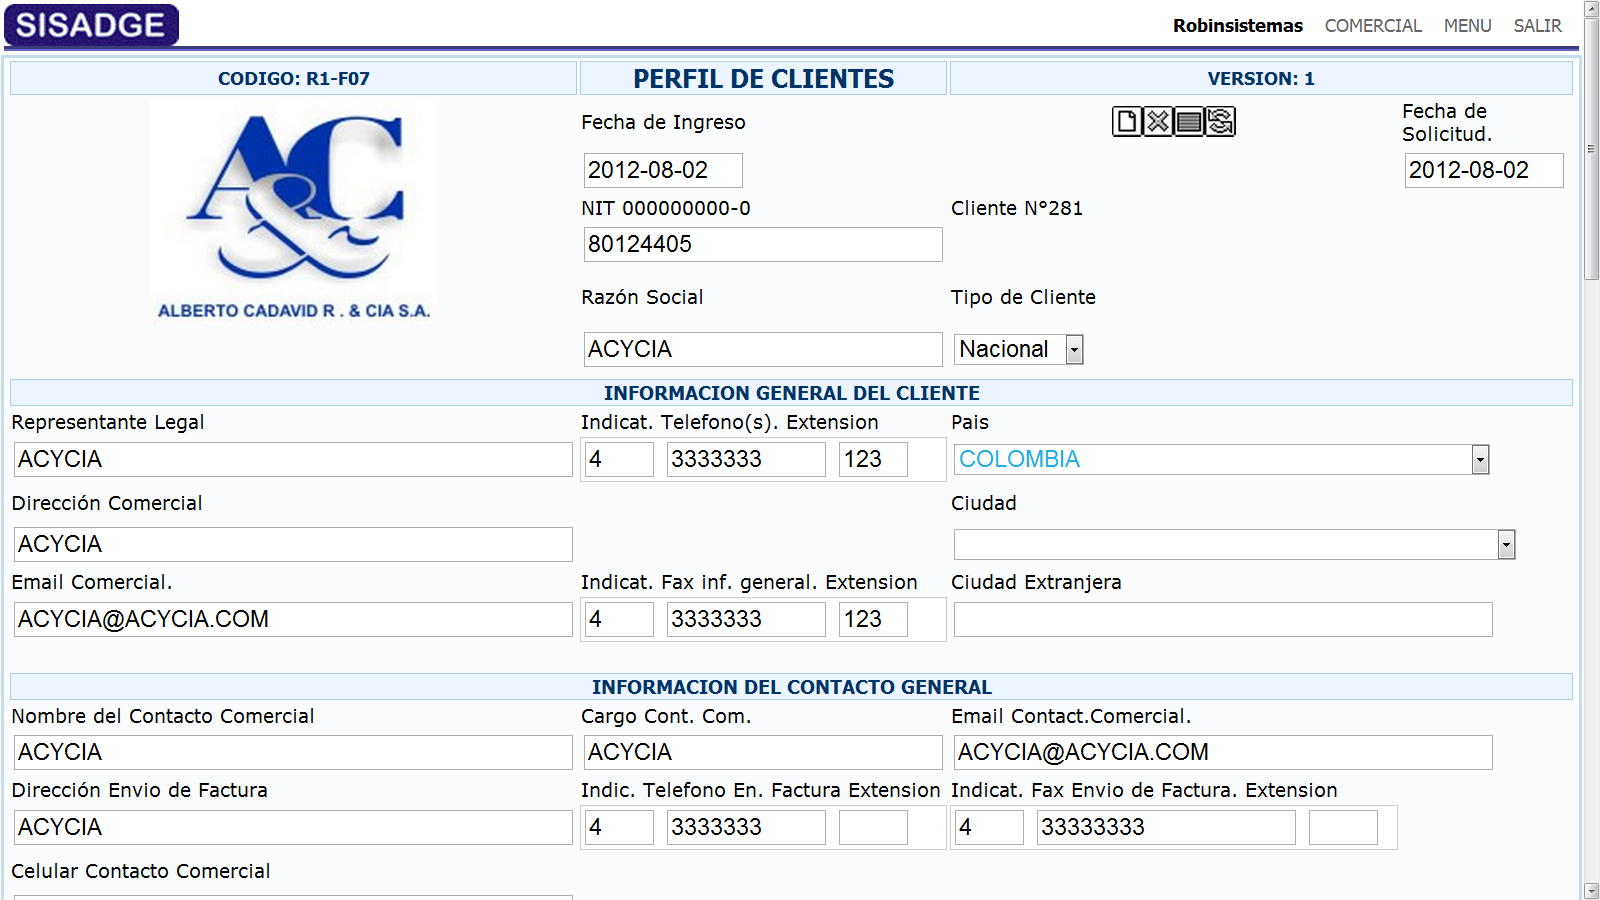 SISADGE
Robinsistemas COMERCIAL MENU SALIR
CODIGO: R1-F07 PERFIL DE CLIENTES VERSION: 1
A&C
ALBERTO CADAVID R . & CIA S.A.
Fecha de Ingreso
Fecha de
Solicitud.
2012-08-02 2012-08-02
NIT 000000000-0 Cliente N°281
80124405
Razón Social Tipo de Cliente
ACYCIA Nacional
INFORMACION GENERAL DEL CLIENTE
Representante Legal Indicat. Telefono(s). Extension Pais
ACYCIA 4 3333333 123 COLOMBIA
Dirección Comercial Ciudad
ACYCIA
Email Comercial. Indicat. Fax inf. general. Extension Ciudad Extranjera
ACYCIA@ACYCIA.COM 4 3333333 123
INFORMACION DEL CONTACTO GENERAL
Nombre del Contacto Comercial Cargo Cont. Com. Email Contact.Comercial.
ACYCIA ACYCIA ACYCIA@ACYCIA.COM
Dirección Envio de Factura Indic. Telefono En. Factura Extension Indicat. Fax Envio de Factura. Extension
ACYCIA 4 3333333 4 33333333
Celular Contacto Comercial